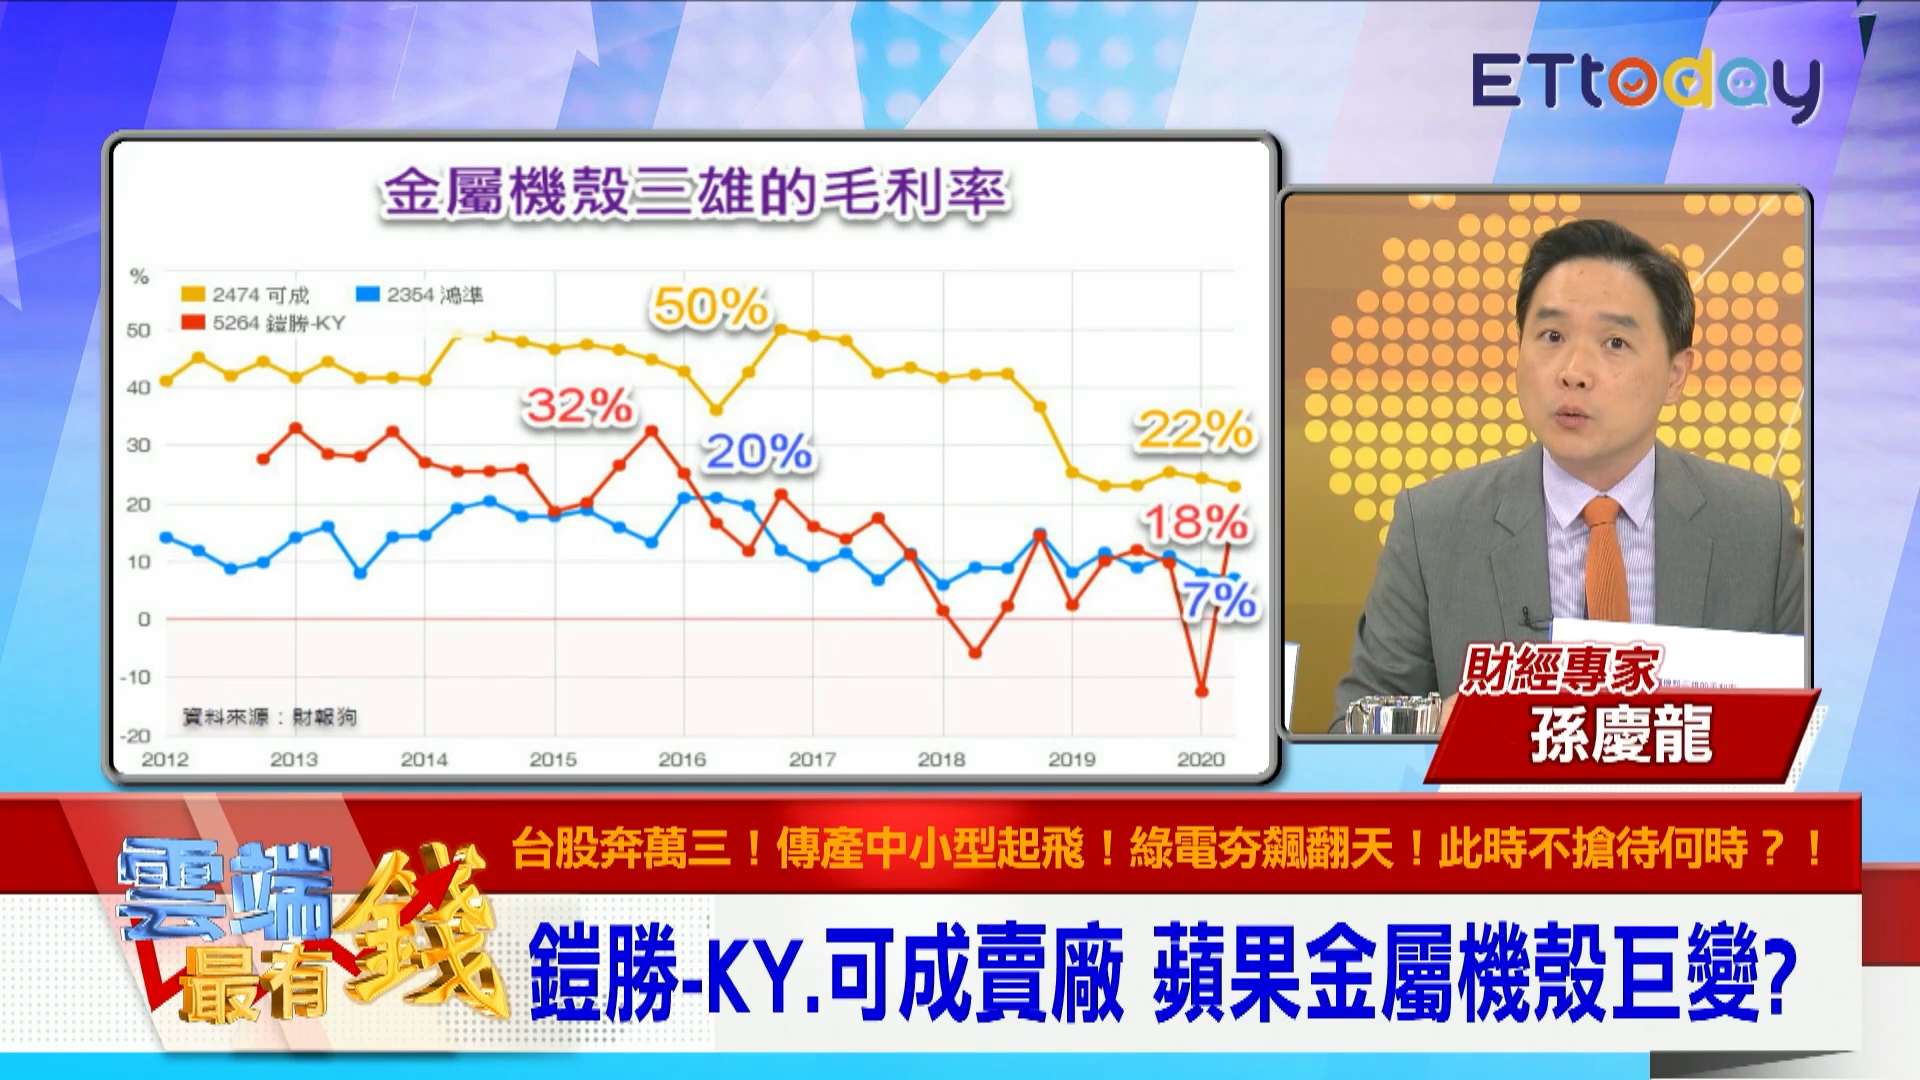 ETtoday
金屬機殼三雄的毛利率
%
2474 可成
2354 鴻準
5264 鎧勝-KY
50
40
30
20
10
0
-10
-20
50%
32%
20%
22%
18%
7%
資料來源：財報狗
2012 2013 2014 2015 2016 2017 2018 2019 2020
財經專家
孫慶龍
雲端
最有錢
台股奔萬三！傳產中小型起飛！綠電夯飆翻天！此時不搶待何時？！
鎧勝-KY.可成賣廠 蘋果金屬機殼巨變?